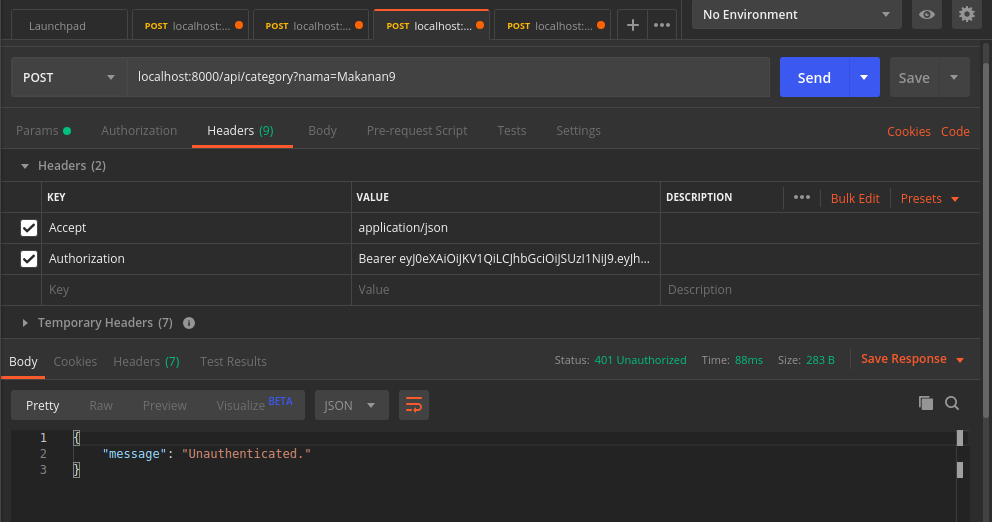 Launchpad POST localhost:... POST localhost:... POST localhost:... POST localhost:... + ••• No Environment
POST localhost:8000/api/category?nama=Makanan9 Send Save
Params Authorization Headers (9) Body Pre-request Script Tests Settings Cookies Code
Headers (2)
KEY VALUE DESCRIPTION ••• Bulk Edit Presets
Accept application/json
Authorization Bearer eyJ0eXAiOiJKV1QiLCJhbGciOiJSUzI1NiJ9.eyJh...
Key Value Description
Temporary Headers (7) i
Body Cookies Headers (7) Test Results Status: 401 Unauthorized Time: 88ms Size: 283 B Save Response
Pretty Raw Preview Visualize BETA JSON
1 {
2 "message": "Unauthenticated."
3 }